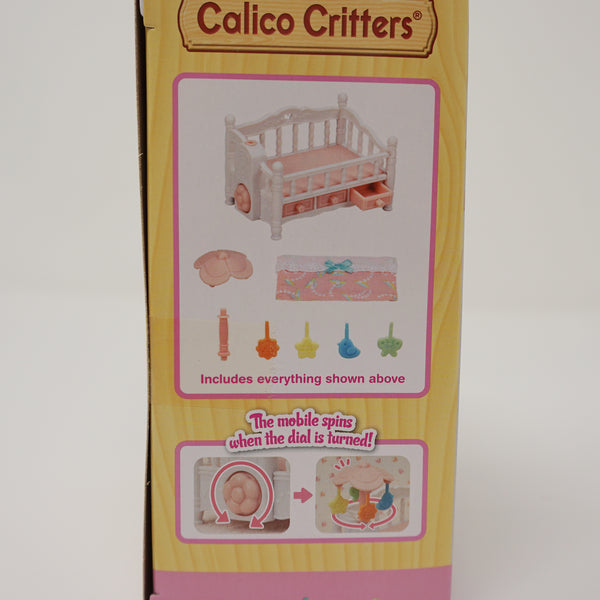 Calico Critters®
Includes everything shown above
The mobile spins
when the dial is turned!